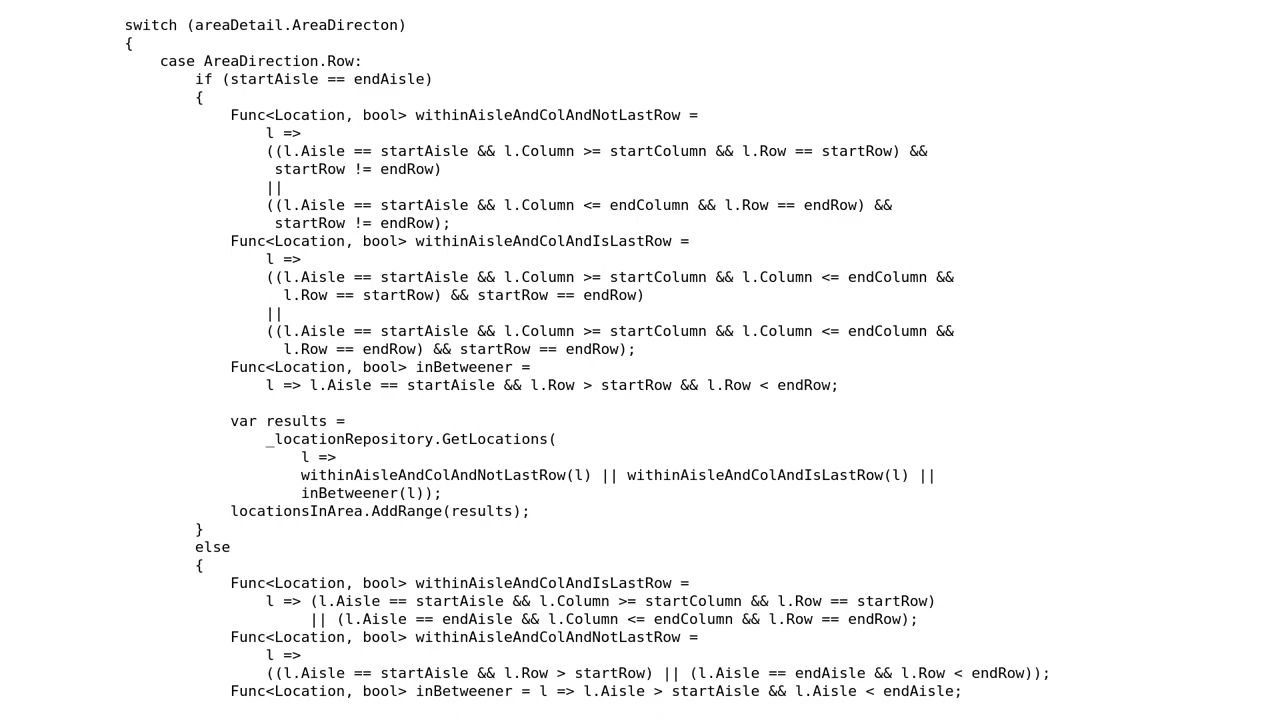 switch (areaDetail.AreaDirecton)
{
case AreaDirection.Row:
if (startAisle == endAisle)
{
Func<Location, bool> withinAisleAndColAndNotLastRow =
l =>
((l.Aisle == startAisle && l.Column >= startColumn && l.Row == startRow) &&
startRow != endRow)
||
((l.Aisle == startAisle && l.Column <= endColumn && l.Row == endRow) &&
startRow != endRow);
Func<Location, bool> withinAisleAndColAndIsLastRow =
l =>
((l.Aisle == startAisle && l.Column >= startColumn && l.Column <= endColumn &&
l.Row == startRow) && startRow == endRow)
||
((l.Aisle == startAisle && l.Column >= startColumn && l.Column <= endColumn &&
l.Row == endRow) && startRow == endRow);
Func<Location, bool> inBetweener =
l => l.Aisle == startAisle && l.Row > startRow && l.Row < endRow;
var results =
_locationRepository.GetLocations(
l =>
withinAisleAndColAndNotLastRow(l) || withinAisleAndColAndIsLastRow(l) ||
inBetweener(l));
locationsInArea.AddRange(results);
}
else
{
Func<Location, bool> withinAisleAndColAndIsLastRow =
l => (l.Aisle == startAisle && l.Column >= startColumn && l.Row == startRow)
|| (l.Aisle == endAisle && l.Column <= endColumn && l.Row == endRow);
Func<Location, bool> withinAisleAndColAndNotLastRow =
l =>
((l.Aisle == startAisle && l.Row > startRow) || (l.Aisle == endAisle && l.Row < endRow));
Func<Location, bool> inBetweener = l => l.Aisle > startAisle && l.Aisle < endAisle;